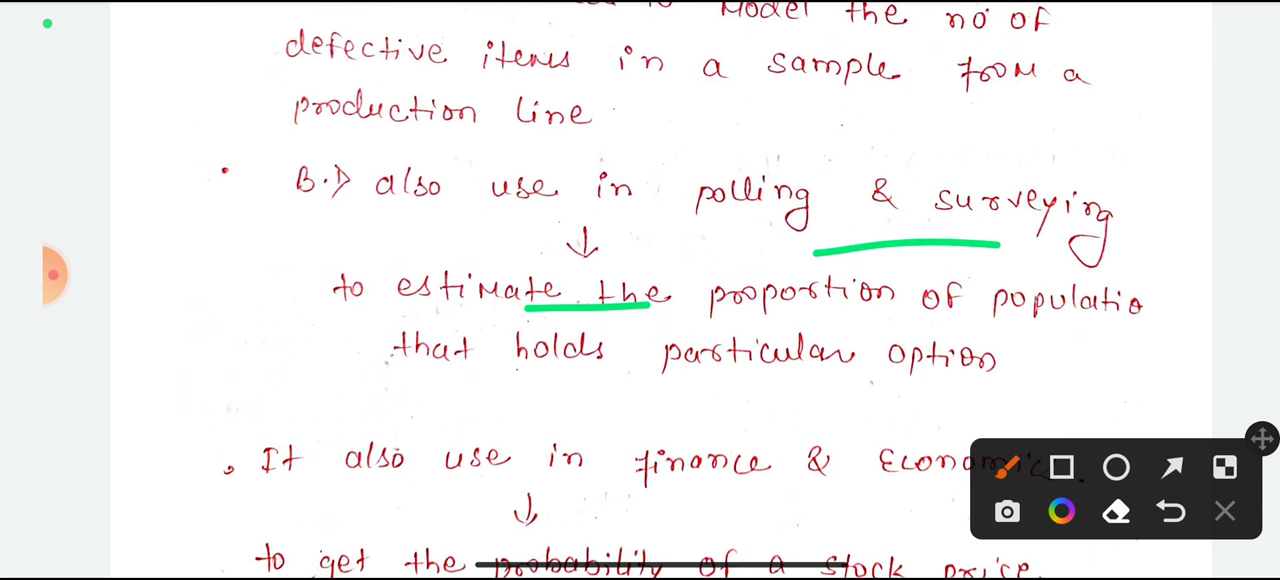 Model the no of
defective items in a sample from a
production line
B.D also use in polling & surveying
to estimate the proportion of populatio
that holds particular option
It also use in finance & Economic
to get the probability of a stock price